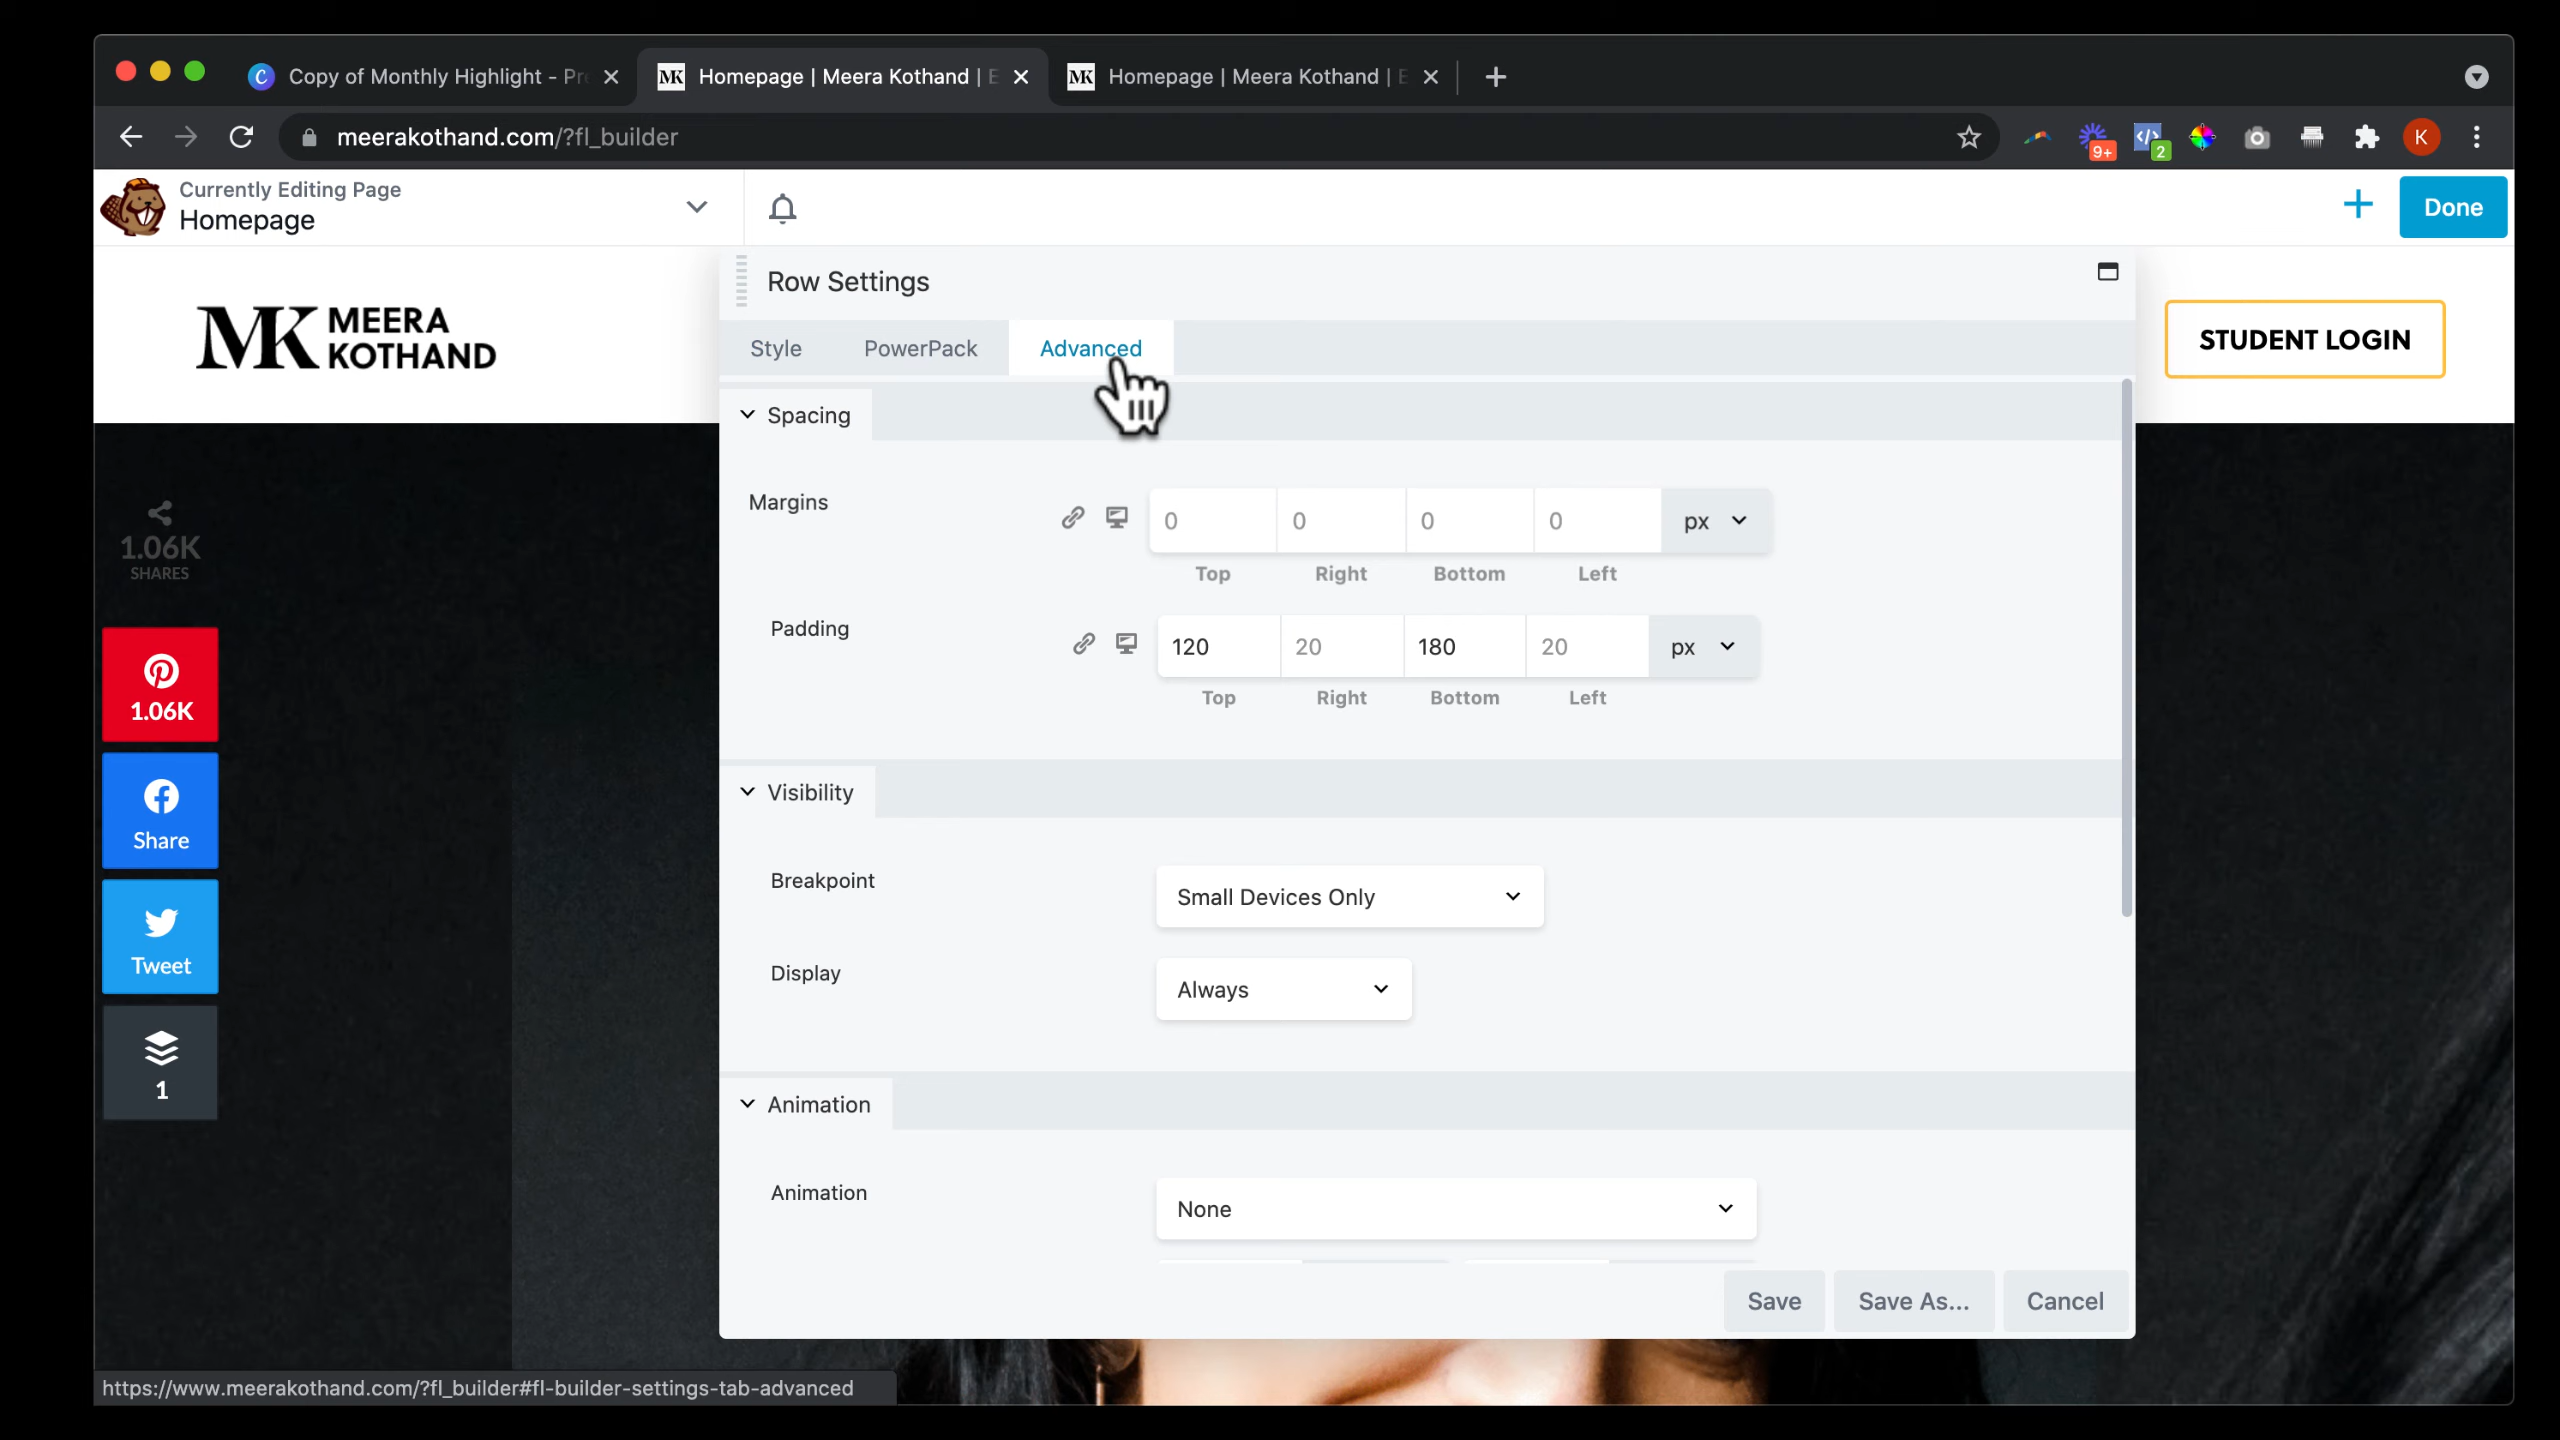 Copy of Monthly Highlight - Pr
Homepage | Meera Kothand | E
Homepage | Meera Kothand | E
meerakothand.com/?fl_builder
9+
2
K
Currently Editing Page
Homepage
Done
MK MEERA
KOTHAND
Row Settings
STUDENT LOGIN
Style
PowerPack
Advanced
Spacing
Margins
0
0
0
0
px
Top
Right
Bottom
Left
Padding
120
20
180
20
px
Top
Right
Bottom
Left
1.06K
SHARES
1.06K
Share
Tweet
1
Visibility
Breakpoint
Small Devices Only
Display
Always
Animation
Animation
None
Save
Save As...
Cancel
https://www.meerakothand.com/?fl_builder#fl-builder-settings-tab-advanced